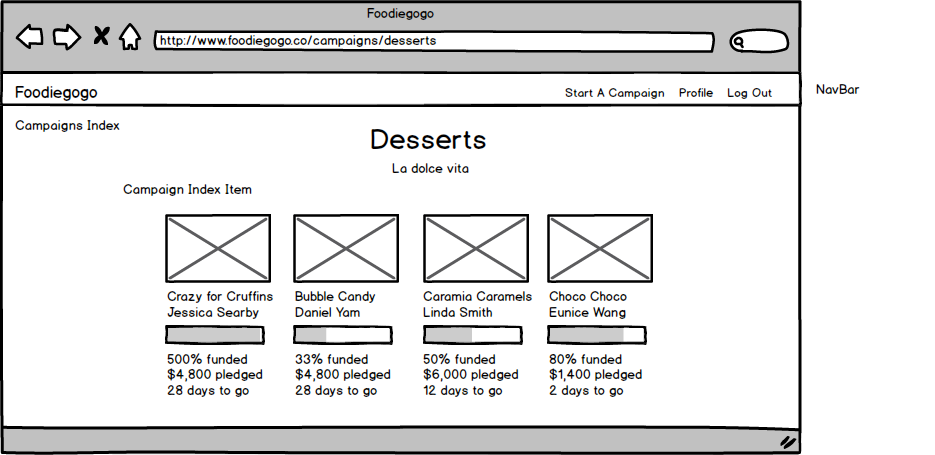 Foodiegogo
http://www.foodiegogo.co/campaigns/desserts
Foodiegogo
Start A Campaign Profile Log Out
NavBar
Campaigns Index
Desserts
La dolce vita
Campaign Index Item
Crazy for Cruffins
Jessica Searby
500% funded
$4,800 pledged
28 days to go
Bubble Candy
Daniel Yam
33% funded
$4,800 pledged
28 days to go
Caramia Caramels
Linda Smith
50% funded
$6,000 pledged
12 days to go
Choco Choco
Eunice Wang
80% funded
$1,400 pledged
2 days to go